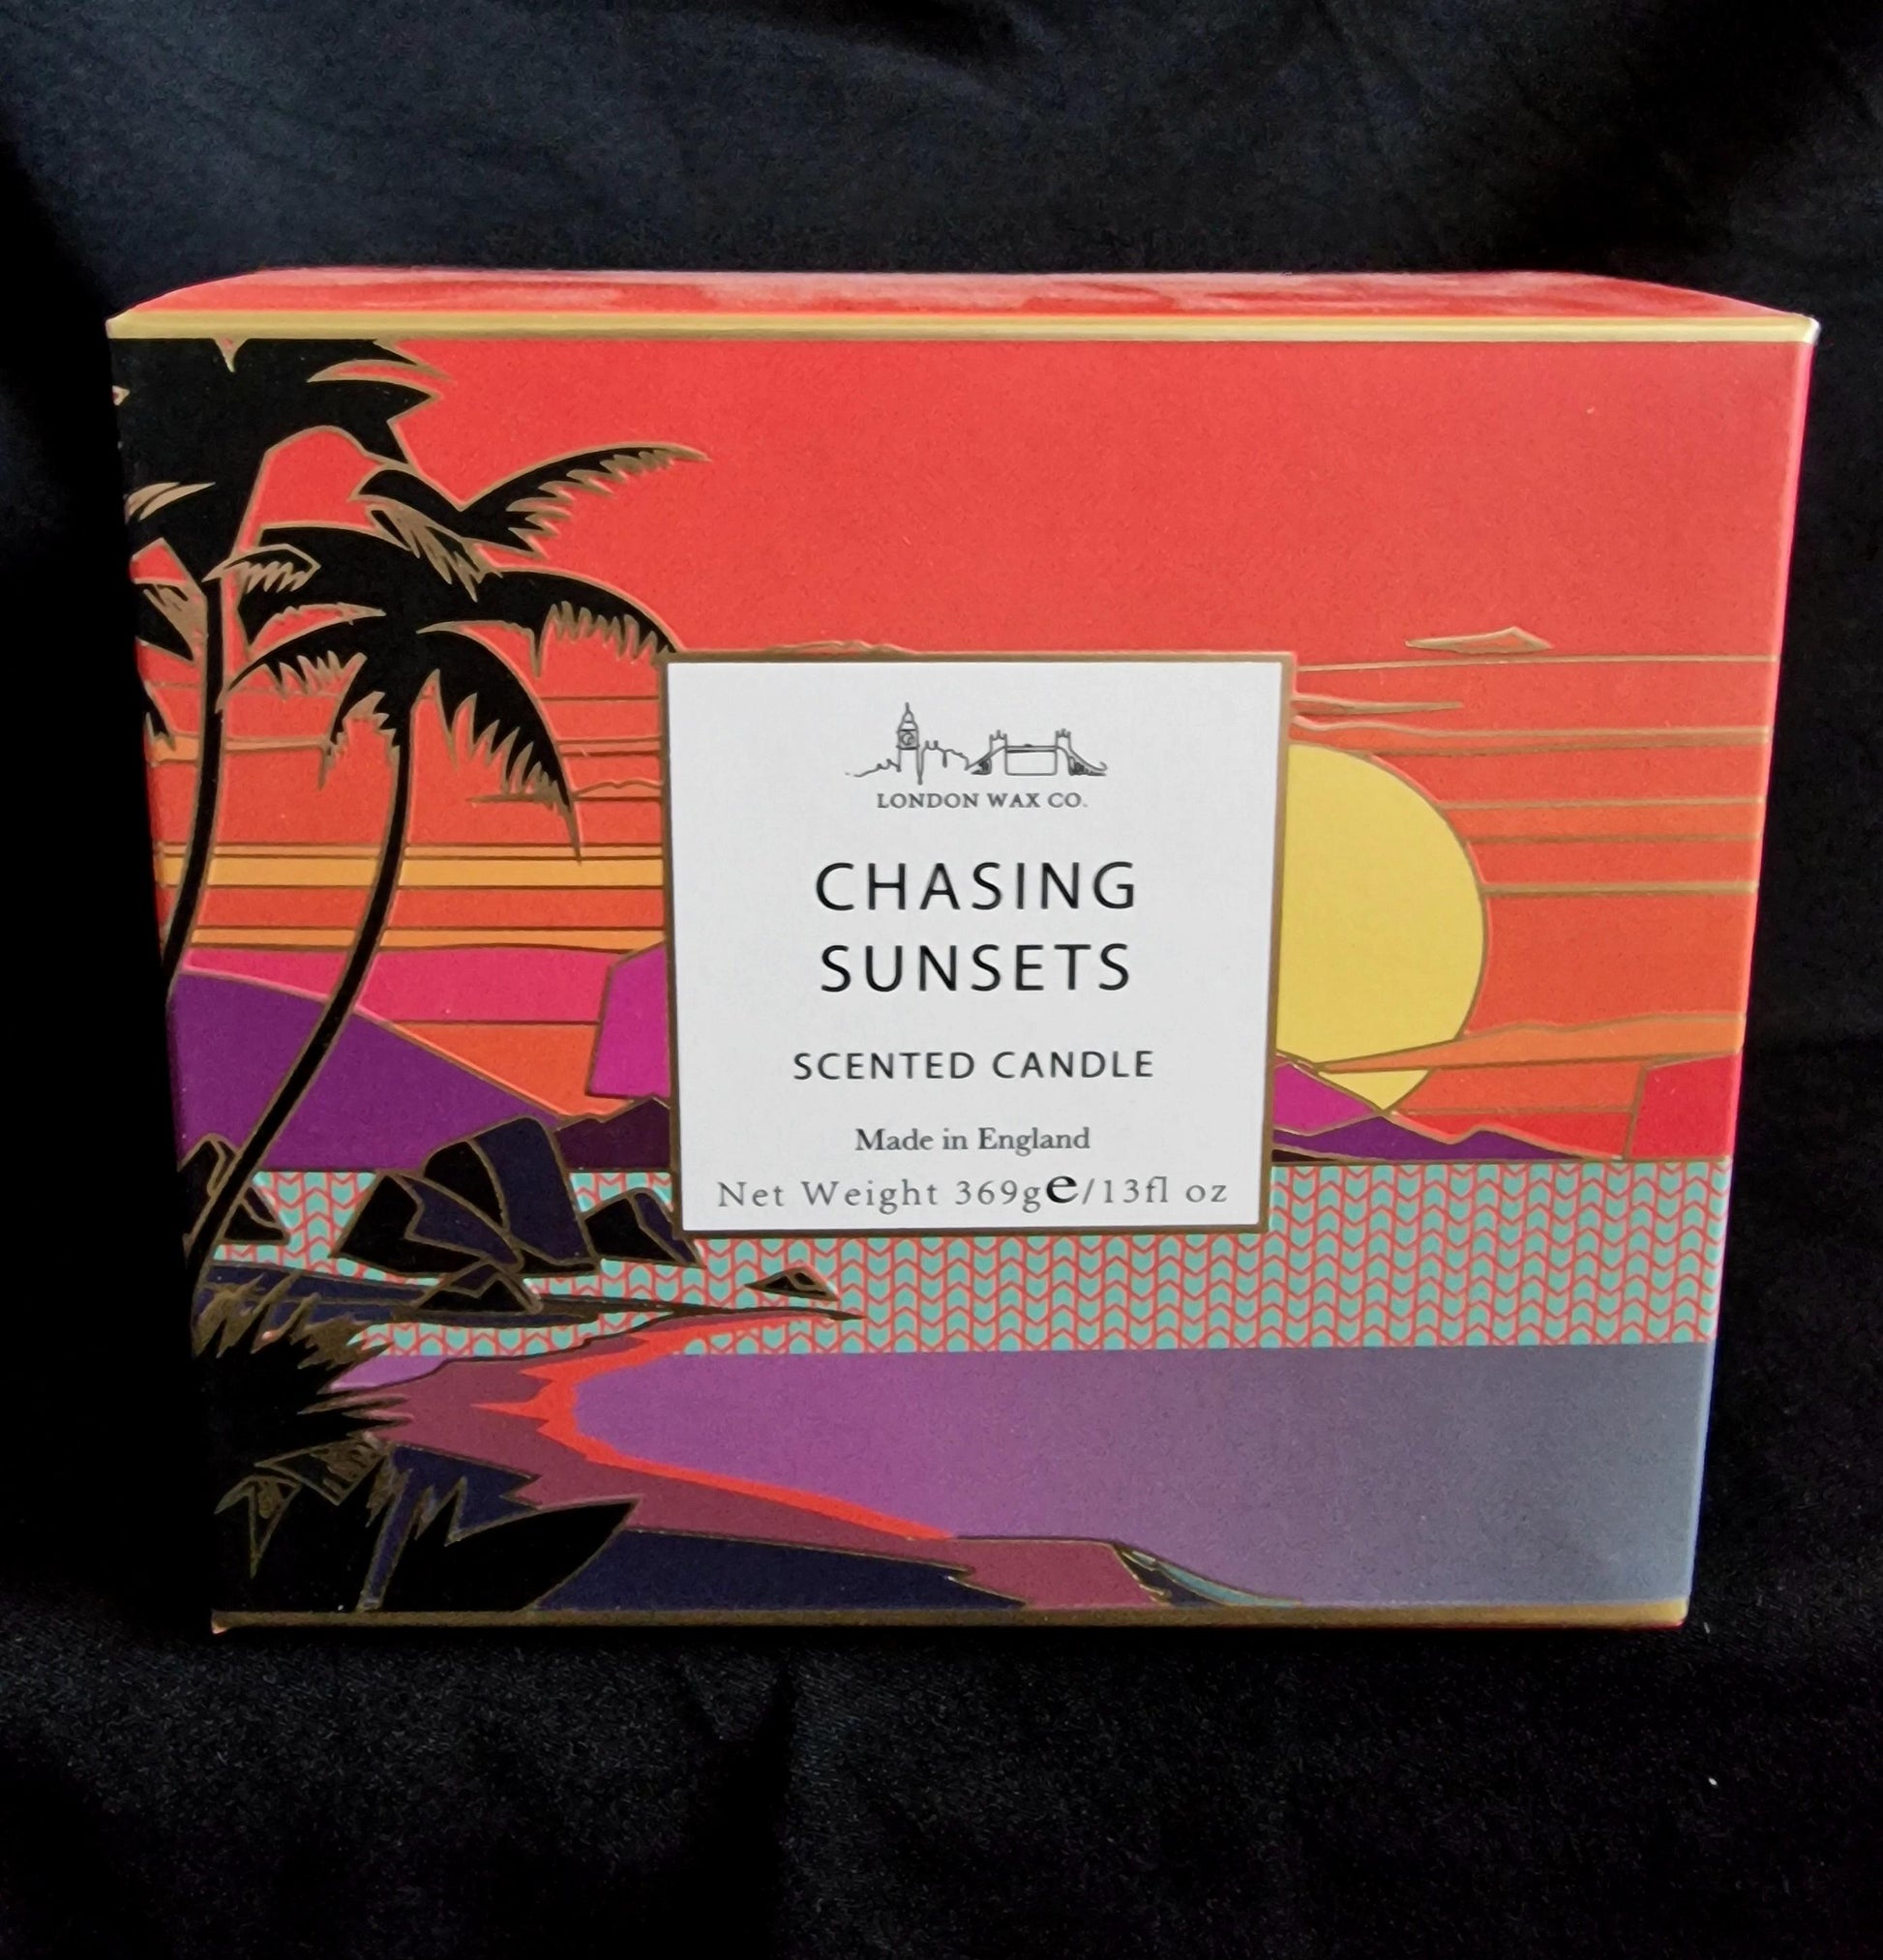 LONDON WAX CO.
CHASING
SUNSETS
SCENTED CANDLE
Made in England
Net Weight 369g℮/13fl oz